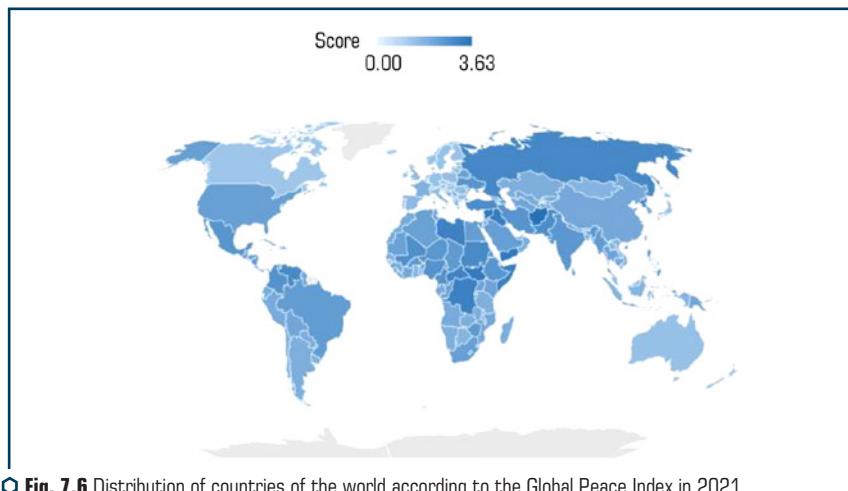 Score
0.00 3.63
Fig. 7.6 Distribution of countries of the world according to the Global Peace Index in 2021